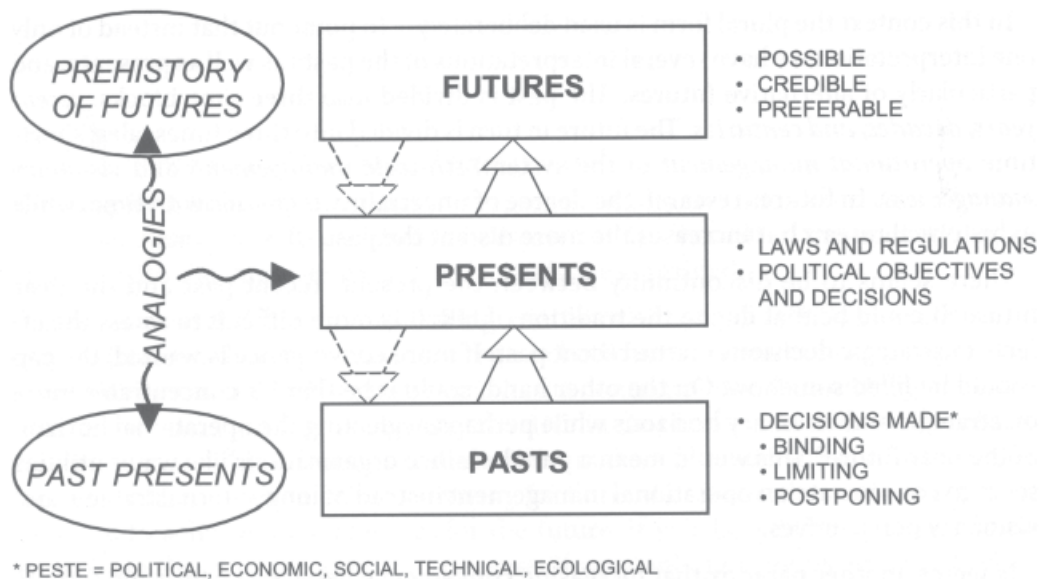 PREHISTORY
OF FUTURES
FUTURES
• POSSIBLE
• CREDIBLE
• PREFERABLE
ANALOGIES
PRESENTS
• LAWS AND REGULATIONS
• POLITICAL OBJECTIVES
AND DECISIONS
PAST PRESENTS
PASTS
DECISIONS MADE*
• BINDING
• LIMITING
• POSTPONING
* PESTE = POLITICAL, ECONOMIC, SOCIAL, TECHNICAL, ECOLOGICAL